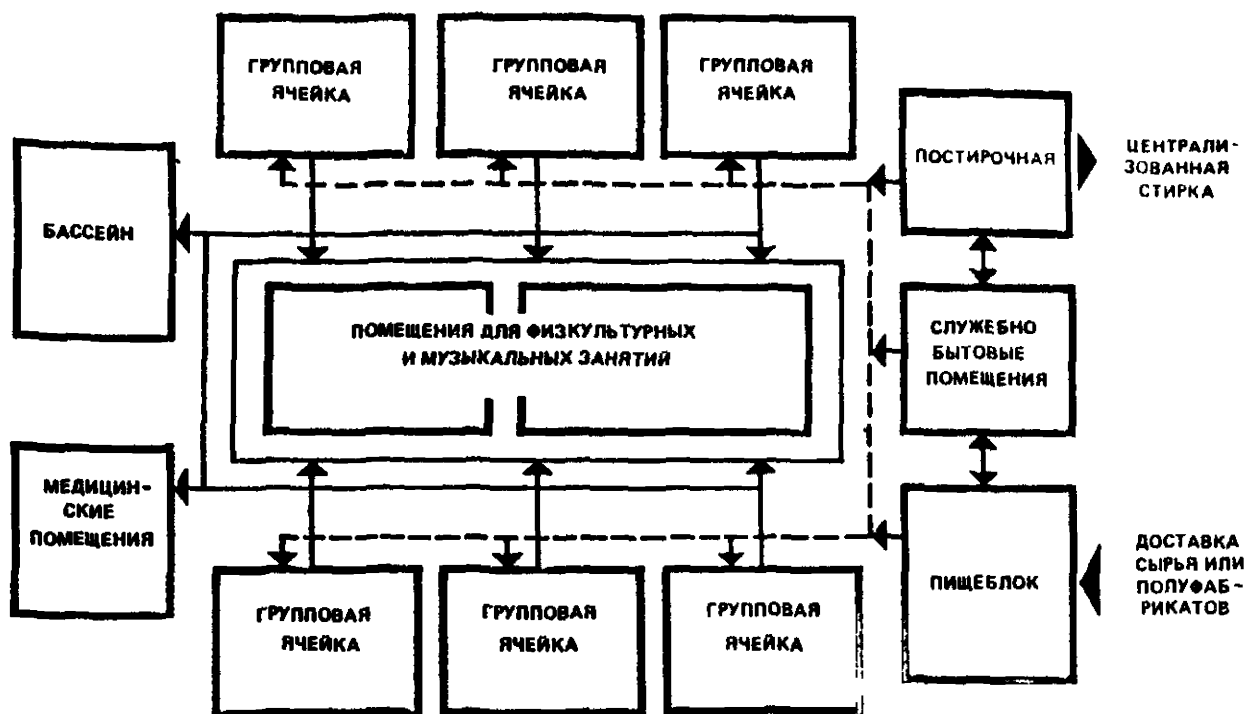 ГРУППОВАЯ
ЯЧЕЙКА
ГРУППОВАЯ
ЯЧЕЙКА
ГРУППОВАЯ
ЯЧЕЙКА
ПОСТИРОЧНАЯ
ЦЕНТРАЛИ-
ЗОВАННАЯ
СТИРКА
БАССЕЙН
ПОМЕЩЕНИЯ ДЛЯ ФИЗКУЛЬТУРНЫХ
И МУЗЫКАЛЬНЫХ ЗАНЯТИЙ
СЛУЖЕБНО
БЫТОВЫЕ
ПОМЕЩЕНИЯ
МЕДИЦИН-
СКИЕ
ПОМЕЩЕНИЯ
ГРУППОВАЯ
ЯЧЕЙКА
ГРУППОВАЯ
ЯЧЕЙКА
ГРУППОВАЯ
ЯЧЕЙКА
ПИЩЕБЛОК
ДОСТАВКА
СЫРЬЯ ИЛИ
ПОЛУФАБ-
РИКАТОВ